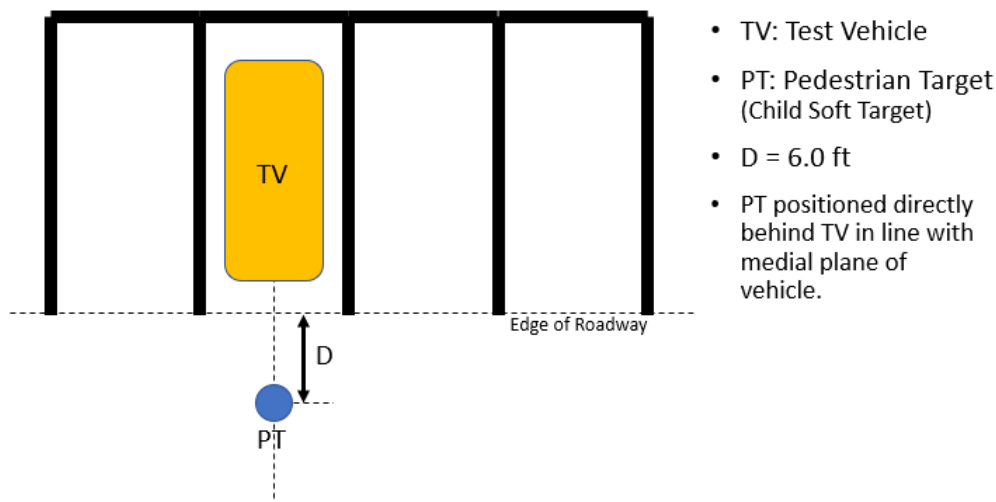 TV
D
PT
Edge of Roadway
• TV: Test Vehicle
• PT: Pedestrian Target
(Child Soft Target)
• D = 6.0 ft
• PT positioned directly
behind TV in line with
medial plane of
vehicle.